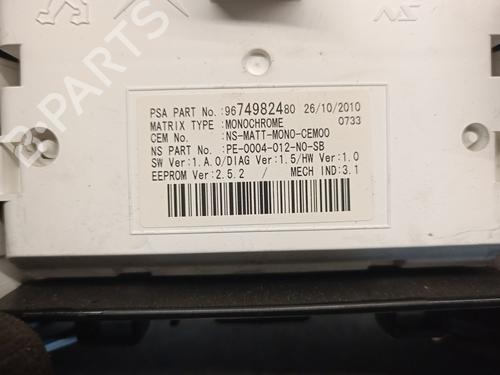 NS
B-PARTS
PSA PART No.:9674982480 26/10/2010
MATRIX TYPE :MONOCHROME 0733
CEM No. :NS-MATT-MONO-CEM00
NS PART No. :PE-0004-012-NO-SB
SW Ver:1.A.0/DIAG Ver:1.5/HW Ver:1.0
EEPROM Ver:2.5.2 / MECH IND:3.1